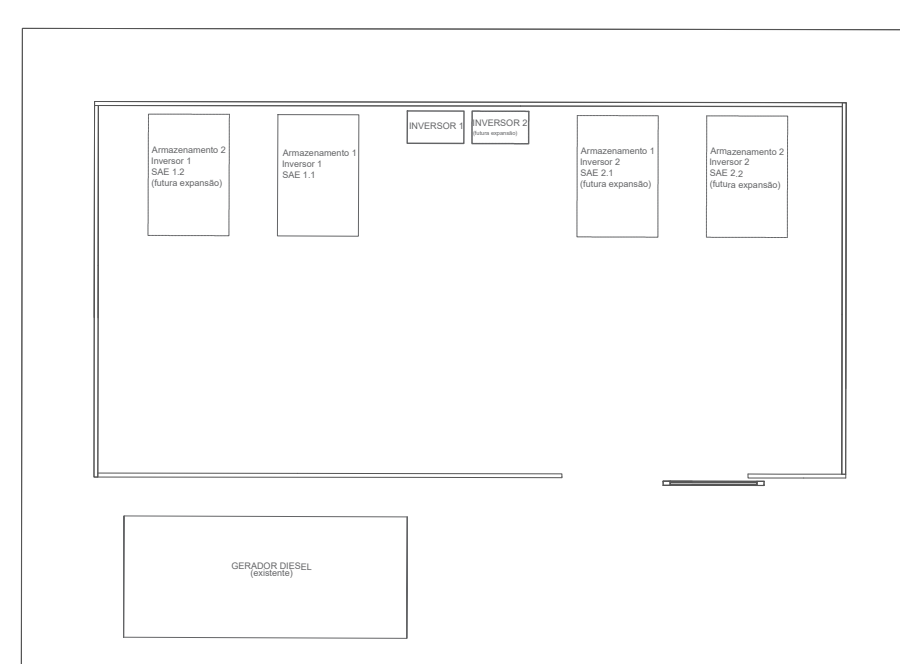 Armazenamento 2
Inversor 1
SAE 1.2
(futura expansão)
Armazenamento 1
Inversor 1
SAE 1.1
INVERSOR 1
INVERSOR 2
(futura expansão)
Armazenamento 1
Inversor 2
SAE 2.1
(futura expansão)
Armazenamento 2
Inversor 2
SAE 2.2
(futura expansão)
GERADOR DIESEL
(existente)